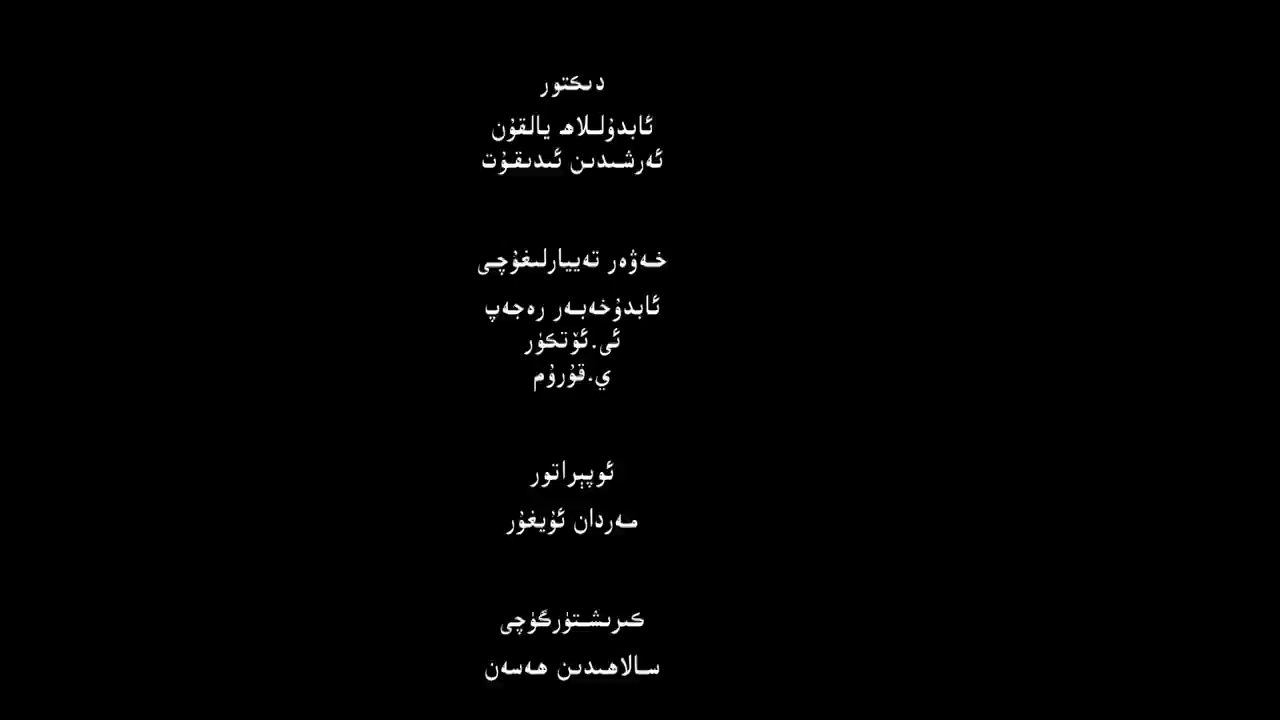 دىكتور
ئابدۇللاھ يالقۇن
ئەرشىدىن ئىدىقۇت
خەۋەر تەييارلىغۇچى
ئابدۇخەبەر رەجەپ
ئى.ئۆتكۈر
ي.قۇرۇم
ئوپېراتور
مەردان ئۇيغۇر
كىرىشتۈرگۈچى
سالاھىدىن ھەسەن